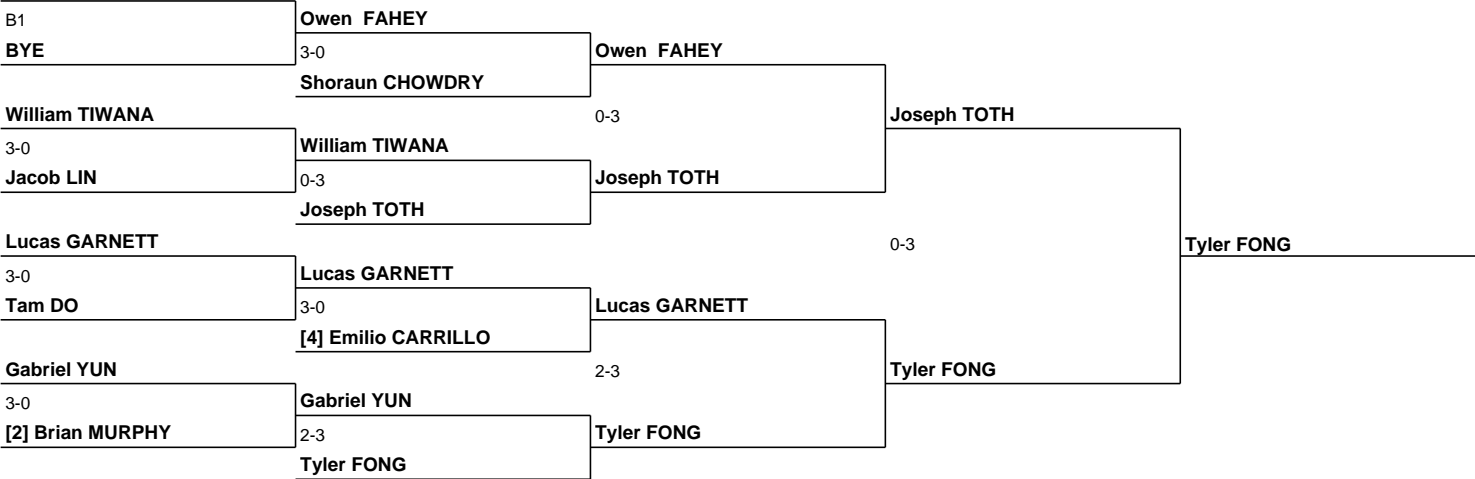 B1
BYE
William TIWANA
3-0
Jacob LIN
Lucas GARNETT
3-0
Tam DO
Gabriel YUN
3-0
[2] Brian MURPHY
Owen FAHEY
3-0
Shoraun CHOWDRY
William TIWANA
0-3
Joseph TOTH
Lucas GARNETT
3-0
[4] Emilio CARRILLO
Gabriel YUN
2-3
Tyler FONG
Owen FAHEY
0-3
Joseph TOTH
Lucas GARNETT
2-3
Tyler FONG
Joseph TOTH
0-3
Tyler FONG
Tyler FONG